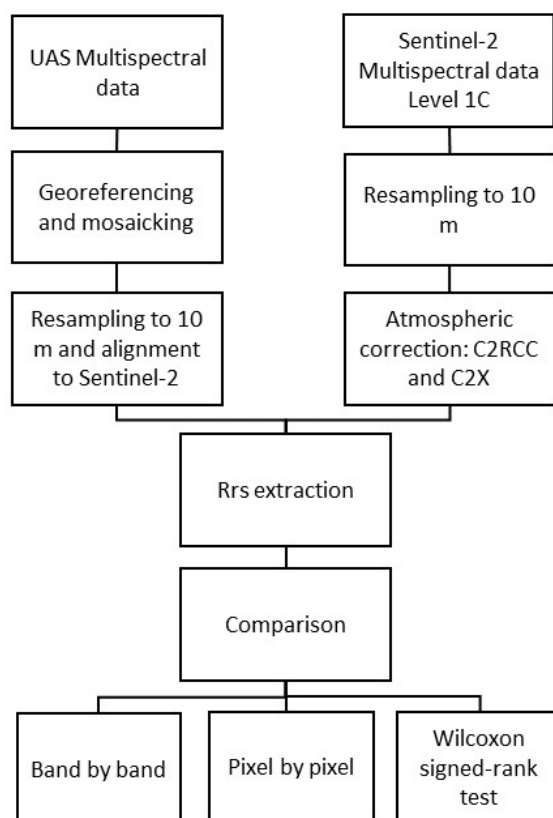 UAS Multispectral
data
Sentinel-2
Multispectral data
Level 1C
Georeferencing
and mosaicking
Resampling to 10
m
Resampling to 10
m and alignment
to Sentinel-2
Atmospheric
correction: C2RCC
and C2X
Rrs extraction
Comparison
Band by band
Pixel by pixel
Wilcoxon
signed-rank
test